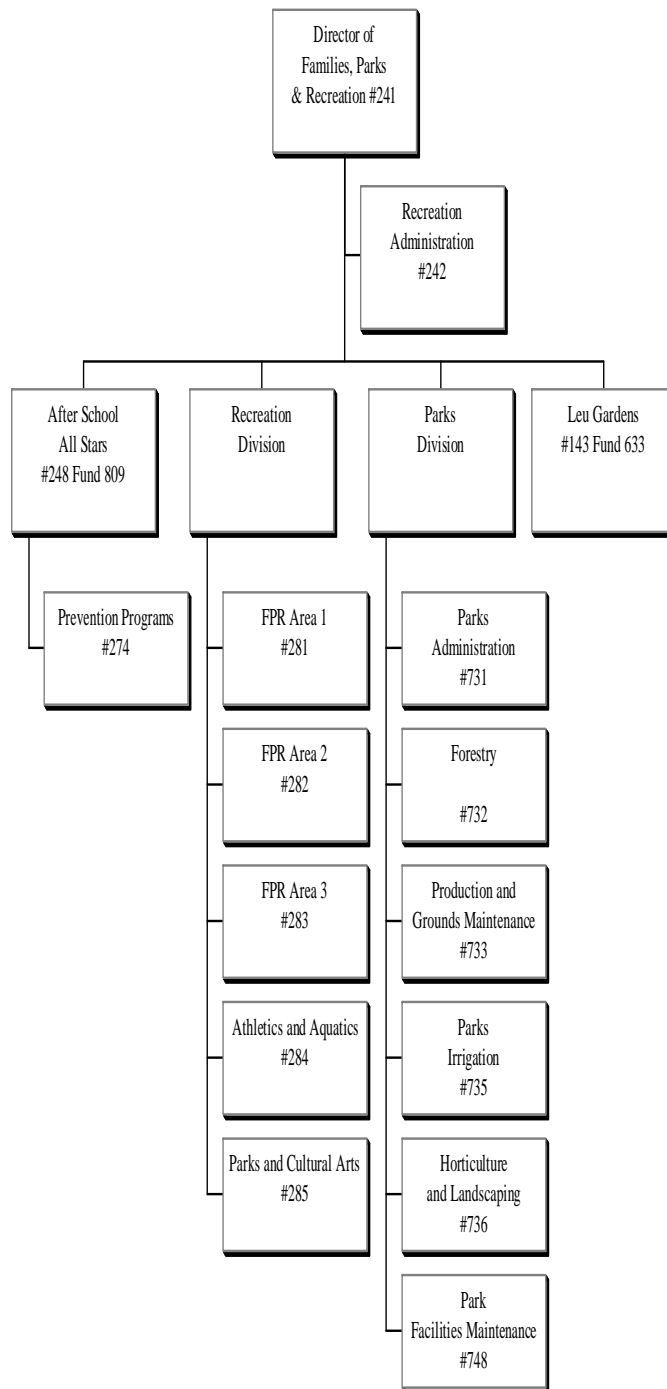 Director of
Families, Parks
& Recreation #241
Recreation
Administration
#242
After School
All Stars
#248 Fund 809
Recreation
Division
Parks
Division
Leu Gardens
#143 Fund 633
Prevention Programs
#274
FPR Area 1
#281
FPR Area 2
#282
FPR Area 3
#283
Athletics and Aquatics
#284
Parks and Cultural Arts
#285
Parks
Administration
#731
Forestry
#732
Production and
Grounds Maintenance
#733
Parks
Irrigation
#735
Horticulture
and Landscaping
#736
Park
Facilities Maintenance
#748